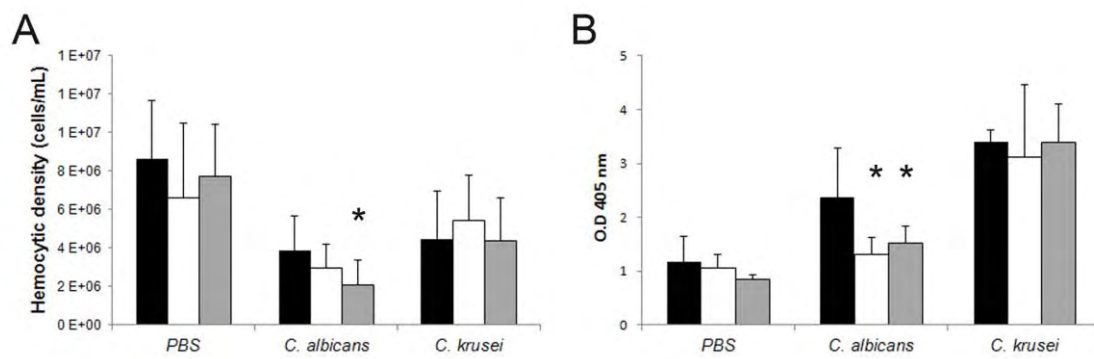 A
Hemocytic density (cells/mL)
1 E+07
1 E+07
1 E+07
8 E+06
6 E+06
4 E+06
2 E+06
0 E+00
*
PBS
C. albicans
C. krusei
B
O.D 405 nm
5
4
3
2
1
0
* *
PBS
C. albicans
C. krusei